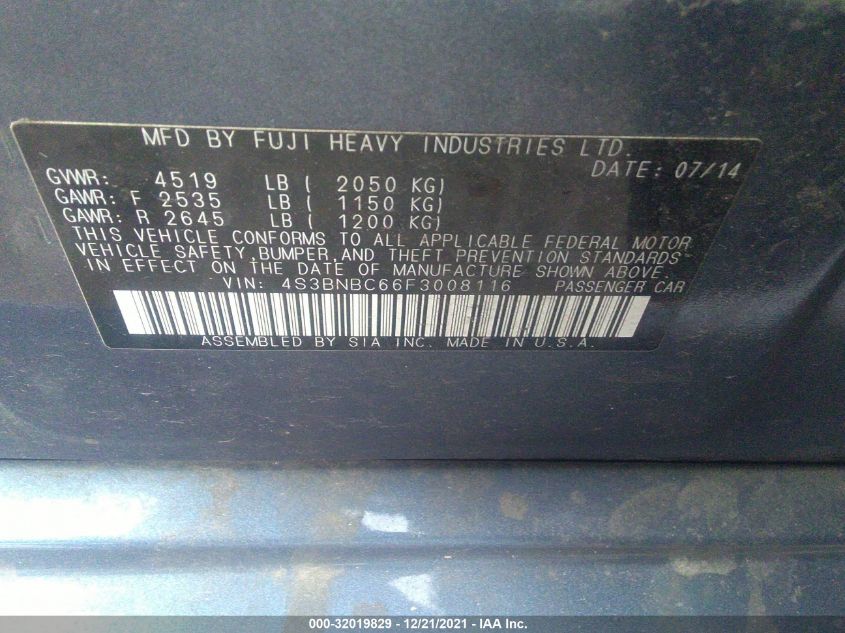 MFD BY FUJI HEAVY INDUSTRIES LTD.
DATE: 07/14
GVWR: 4519 LB ( 2050 KG)
GAWR: F 2535 LB ( 1150 KG)
GAWR: R 2645 LB ( 1200 KG)
THIS VEHICLE CONFORMS TO ALL APPLICABLE FEDERAL MOTOR
VEHICLE SAFETY, BUMPER, AND THEFT PREVENTION STANDARDS
IN EFFECT ON THE DATE OF MANUFACTURE SHOWN ABOVE.
VIN: 4S3BNBC66F3008116 PASSENGER CAR
ASSEMBLED BY SIA INC. MADE IN U.S.A.
000-32019829 - 12/21/2021 - IAA Inc.